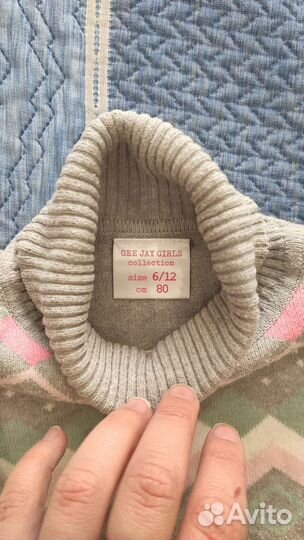 GEE JAY GIRLS
collection
size 6/12
cm 80
Avito